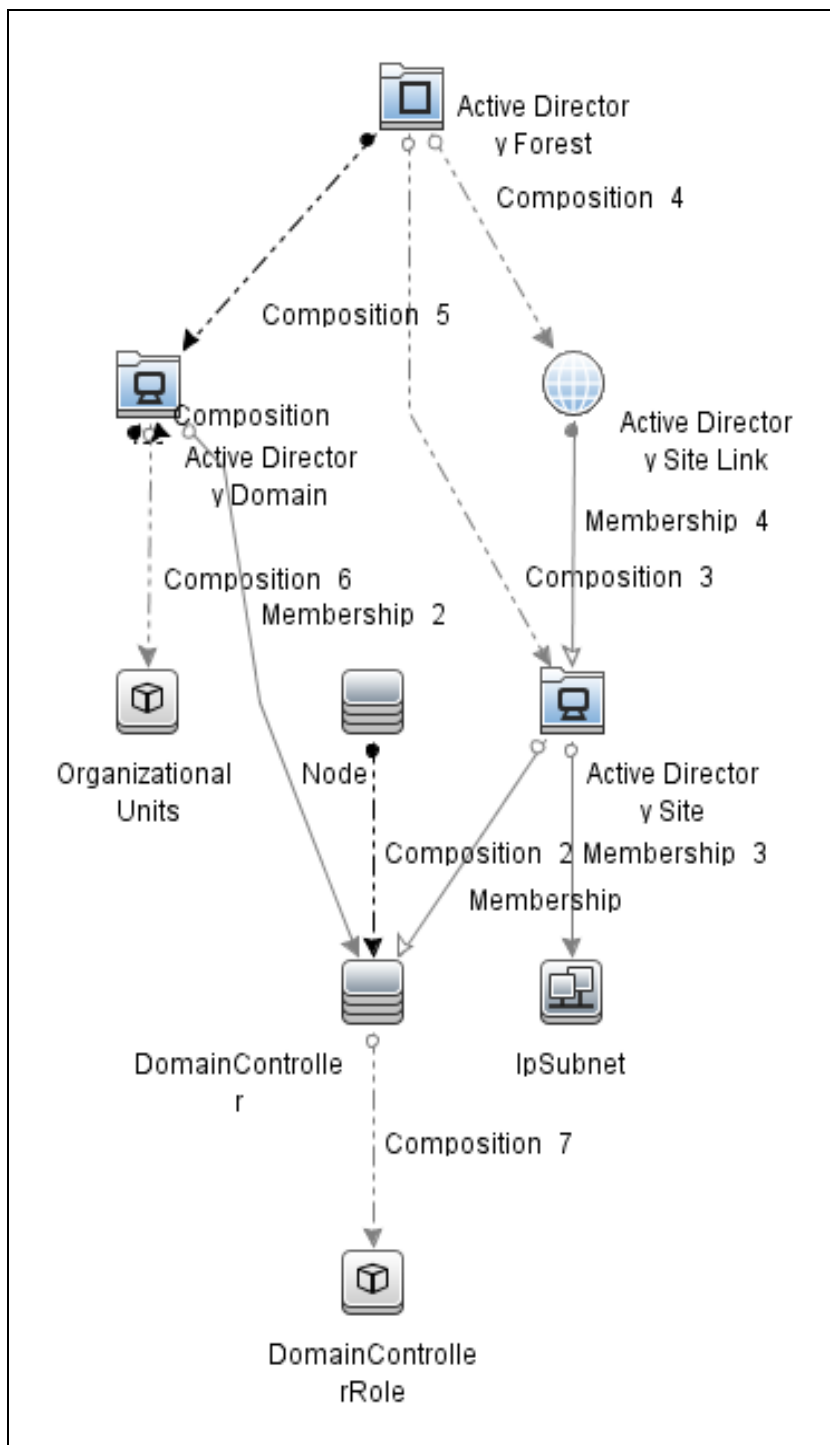 Active Director
y Forest
Composition 4
Composition 5
Composition
Active Director
y Domain
Active Director
y Site Link
Membership 4
Composition 6
Composition 3
Membership 2
Organizational
Units
Node
Active Director
y Site
Composition 2
Membership 3
Membership
DomainControlle
r
IpSubnet
Composition 7
DomainControlle
rRole